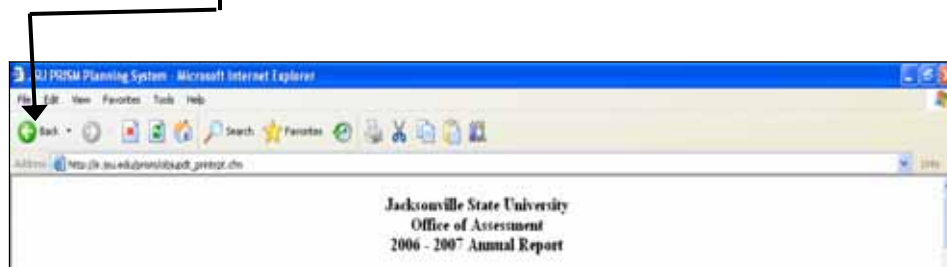 PRISM Planning System - Microsoft Internet Explorer
File Edit View Favorites Tools Help
Back Search Favorites
Address
Jacksonville State University
Office of Assessment
2006 - 2007 Annual Report